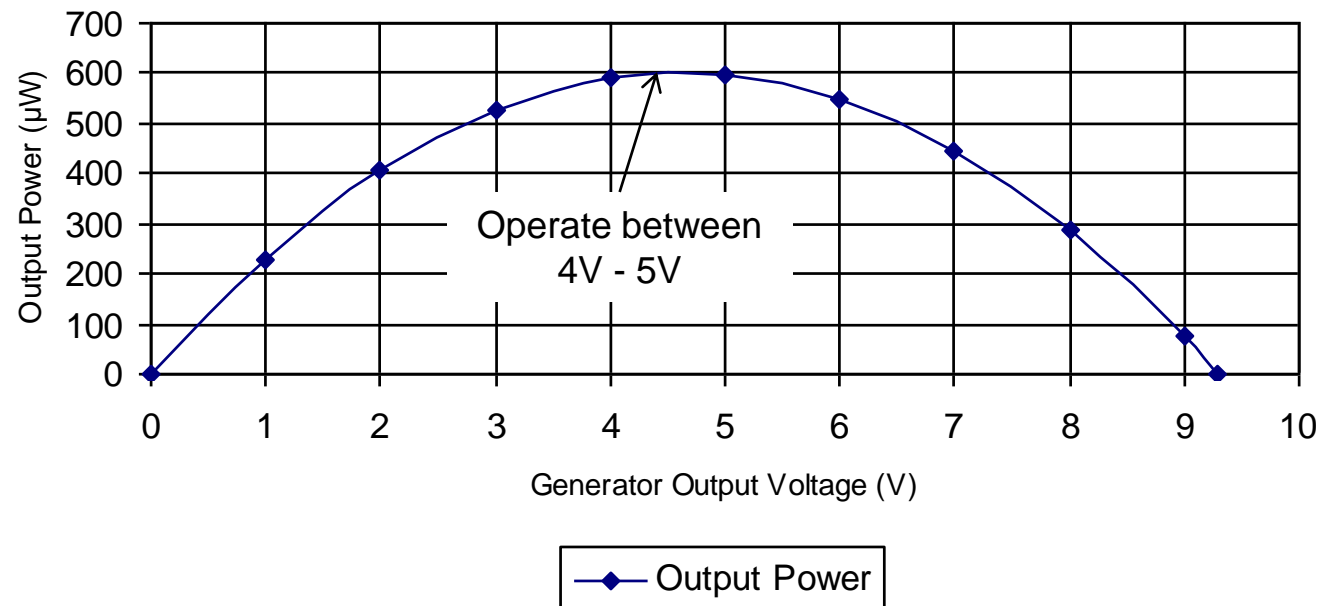 700
600
500
400
300
200
100
0
Output Power (µW)
Operate between
4V - 5V
0 1 2 3 4 5 6 7 8 9 10
Generator Output Voltage (V)
Output Power